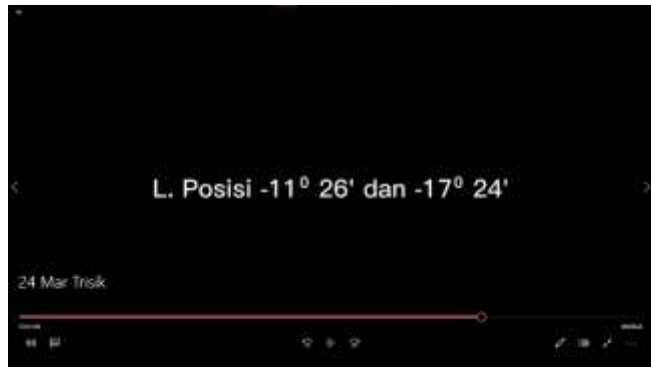 L. Posisi -11⁰ 26' dan -17⁰ 24'
24 Mar Trisik